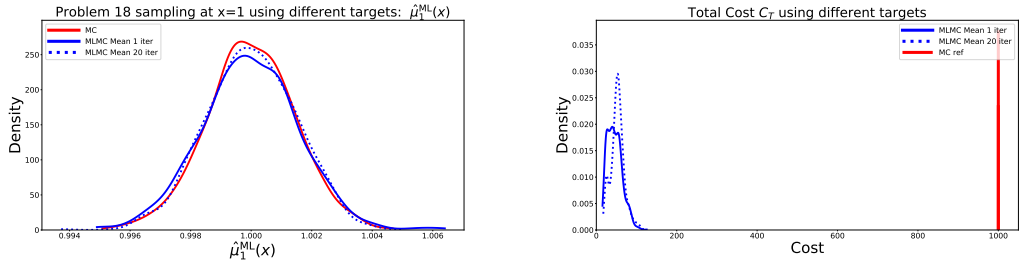 Problem 18 sampling at x=1 using different targets: μ̂₁ᴹᴸ(x)
MC
MLMC Mean 1 iter
MLMC Mean 20 iter
Density
250
200
150
100
50
0
0.994 0.996 0.998 1.000 1.002 1.004 1.006
μ̂₁ᴹᴸ(x)
Total Cost C_T using different targets
MLMC Mean 1 iter
MLMC Mean 20 iter
MC ref
Density
0.035
0.030
0.025
0.020
0.015
0.010
0.005
0.000
0 200 400 600 800 1000
Cost